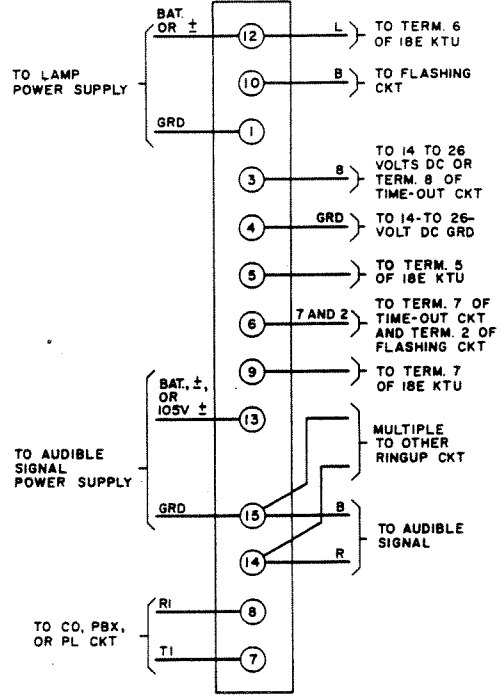 BAT.
OR ±
12
L
TO TERM. 6
OF 18E KTU
TO LAMP
POWER SUPPLY
10
B
TO FLASHING
CKT
GRD
1
3
8
TO 14 TO 26
VOLTS DC OR
TERM. 8 OF
TIME-OUT CKT
4
GRD
TO 14-TO 26-
VOLT DC GRD
5
TO TERM. 5
OF 18E KTU
6
7 AND 2
TO TERM. 7 OF
TIME-OUT CKT
AND TERM. 2 OF
FLASHING CKT
9
TO TERM. 7
OF 18E KTU
BAT., ±,
OR
105V ±
13
MULTIPLE
TO OTHER
RINGUP CKT
TO AUDIBLE
SIGNAL
POWER SUPPLY
GRD
15
B
TO AUDIBLE
SIGNAL
14
R
TO CO, PBX,
OR PL CKT
R1
8
T1
7